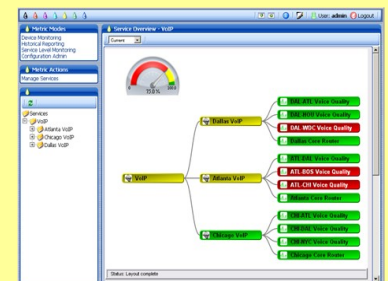 User: admin Logout
Metric Modes
Device Monitoring
Historical Reporting
Service Level Monitoring
Configuration Admin
Metric Actions
Manage Services
Services
VoIP
Atlanta VoIP
Chicago VoIP
Dallas VoIP
Service Overview - VoIP
Current
VoIP
Dallas VoIP
DAL-ATL Voice Quality
DAL-HOU Voice Quality
DAL-WDC Voice Quality
Dallas Core Router
Atlanta VoIP
ATL-DAL Voice Quality
ATL-BOS Voice Quality
ATL-CHI Voice Quality
Atlanta Core Router
Chicago VoIP
CHI-ATL Voice Quality
CHI-DAL Voice Quality
CHI-NYC Voice Quality
Chicago Core Router
Status: Layout complete